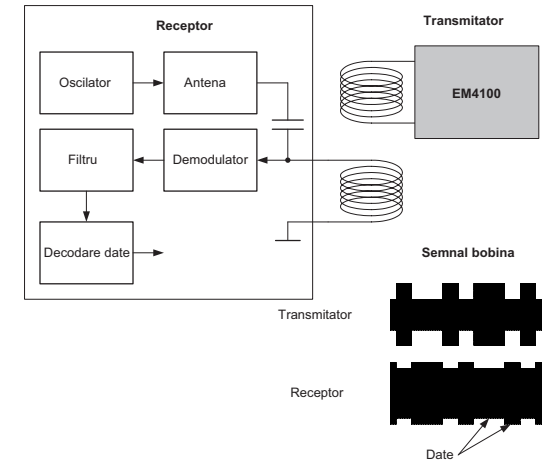 Receptor
Transmitator
Oscilator
Antena
EM4100
Filtru
Demodulator
Decodare date
Semnal bobina
Transmitator
Receptor
Date